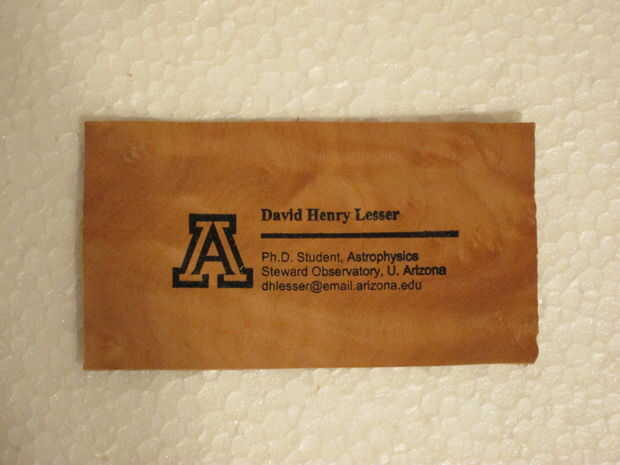 A
David Henry Lesser
Ph.D. Student, Astrophysics
Steward Observatory, U. Arizona
dhlesser@email.arizona.edu